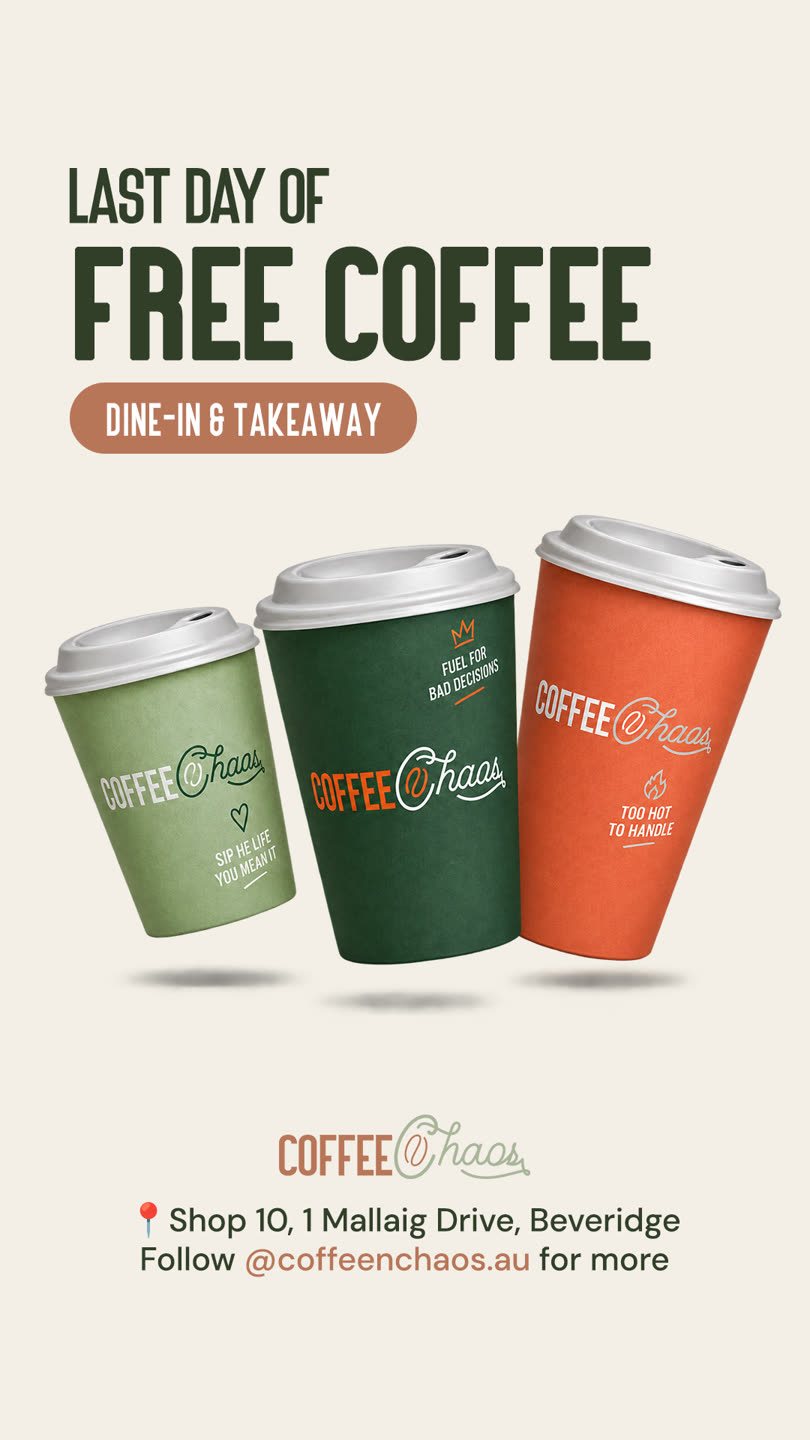 LAST DAY OF
FREE COFFEE
DINE-IN & TAKEAWAY
COFFEE n Chaos
SIP HE LIFE
YOU MEAN IT
FUEL FOR
BAD DECISIONS
COFFEE n Chaos
COFFEE n Chaos
TOO HOT
TO HANDLE
COFFEE n Chaos
📍Shop 10, 1 Mallaig Drive, Beveridge
Follow @coffeenchaos.au for more